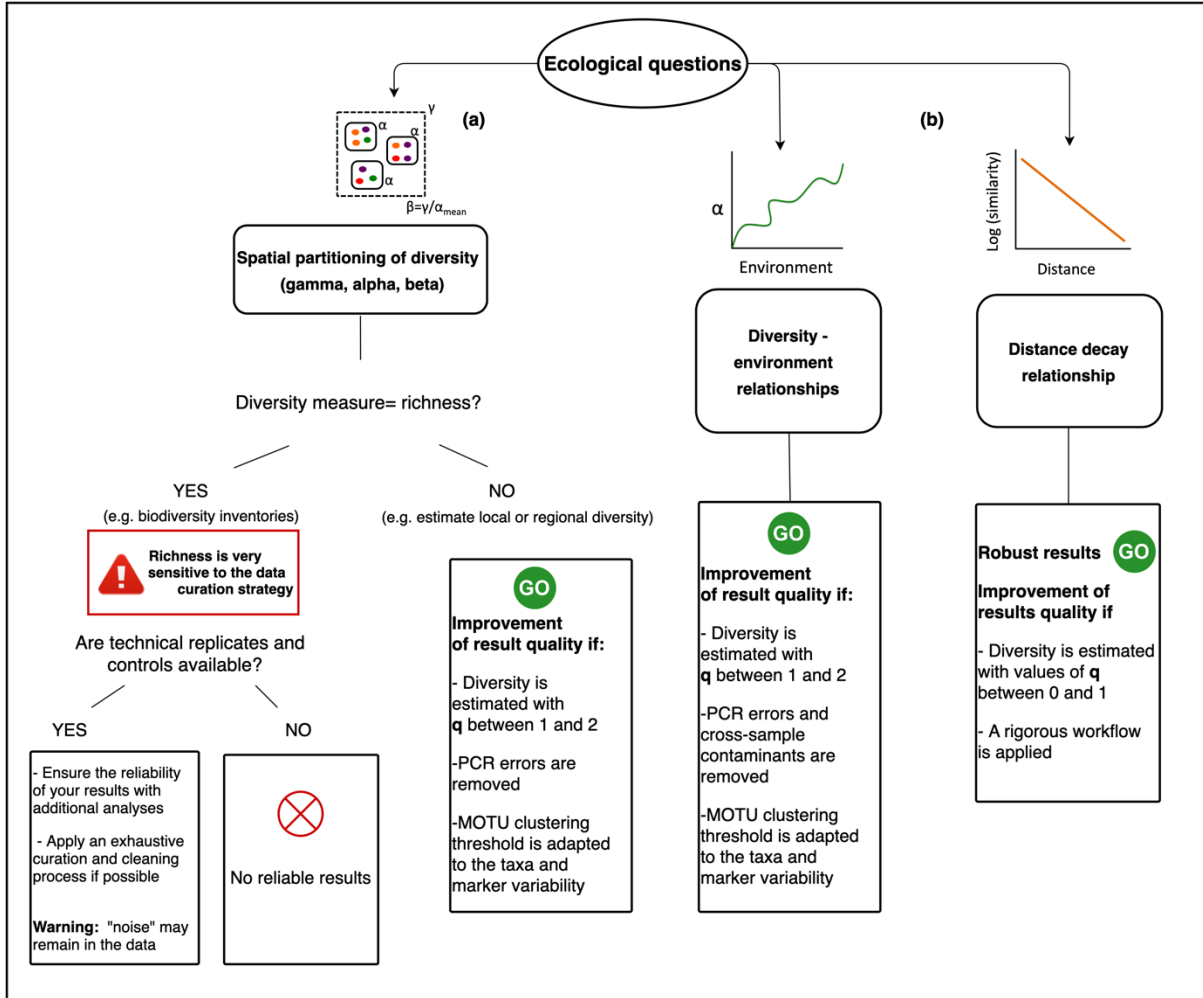 Ecological questions
(a)
(b)
γ
α
α
α
β=γ/αmean
α
Environment
Log (similarity)
Distance
Spatial partitioning of diversity
(gamma, alpha, beta)
Diversity -
environment
relationships
Distance decay
relationship
Diversity measure= richness?
YES
(e.g. biodiversity inventories)
NO
(e.g. estimate local or regional diversity)
!
Richness is very
sensitive to the data
curation strategy
Are technical replicates and
controls available?
YES
NO
- Ensure the reliability
of your results with
additional analyses
- Apply an exhaustive
curation and cleaning
process if possible
Warning: "noise" may
remain in the data
No reliable results
GO
Improvement
of result quality if:
- Diversity is
estimated with
q between 1 and 2
-PCR errors are
removed
-MOTU clustering
threshold is adapted
to the taxa and
marker variability
GO
Improvement
of result quality if:
- Diversity is
estimated with
q between 1 and 2
-PCR errors and
cross-sample
contaminants are
removed
-MOTU clustering
threshold is adapted
to the taxa and
marker variability
Robust results GO
Improvement of
results quality if
- Diversity is estimated
with values of q
between 0 and 1
- A rigorous workflow
is applied